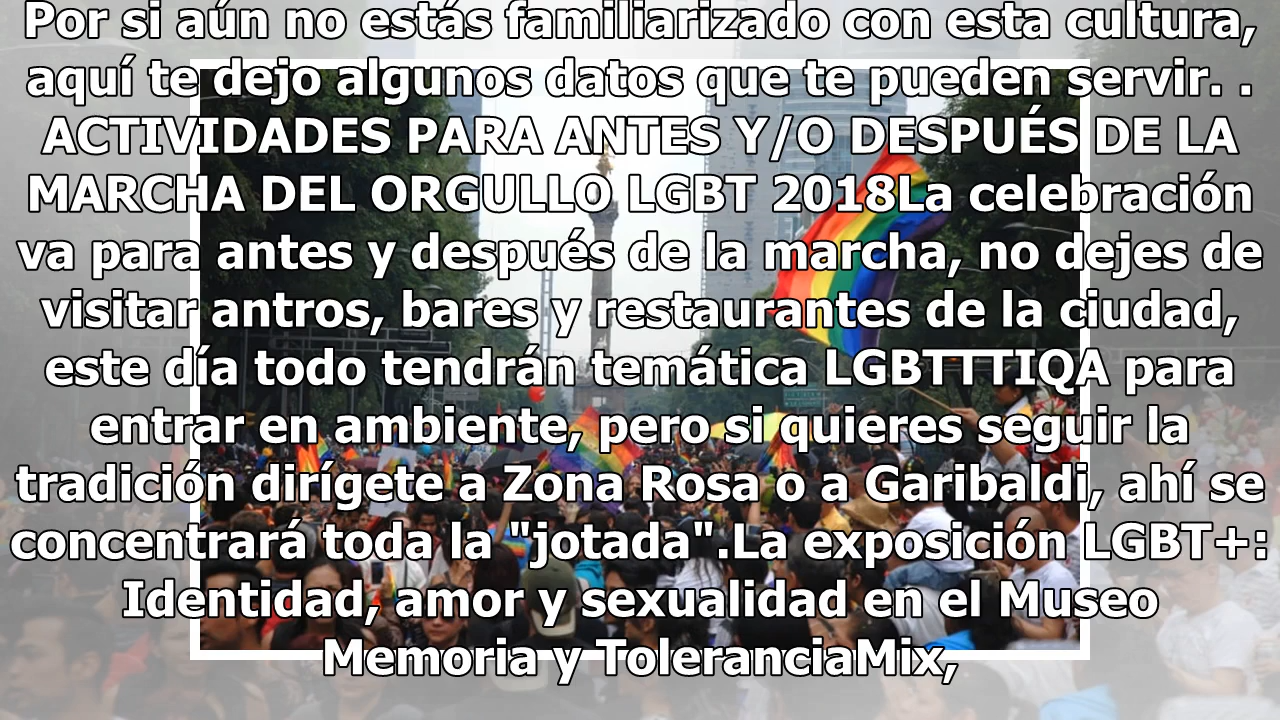 Por si aún no estás familiarizado con esta cultura,
aquí te dejo algunos datos que te pueden servir. .
ACTIVIDADES PARA ANTES Y/O DESPUÉS DE LA
MARCHA DEL ORGULLO LGBT 2018La celebración
va para antes y después de la marcha, no dejes de
visitar antros, bares y restaurantes de la ciudad,
este día todo tendrán temática LGBTTTIQA para
entrar en ambiente, pero si quieres seguir la
tradición dirígete a Zona Rosa o a Garibaldi, ahí se
concentrará toda la "jotada".La exposición LGBT+:
Identidad, amor y sexualidad en el Museo
Memoria y ToleranciaMix,